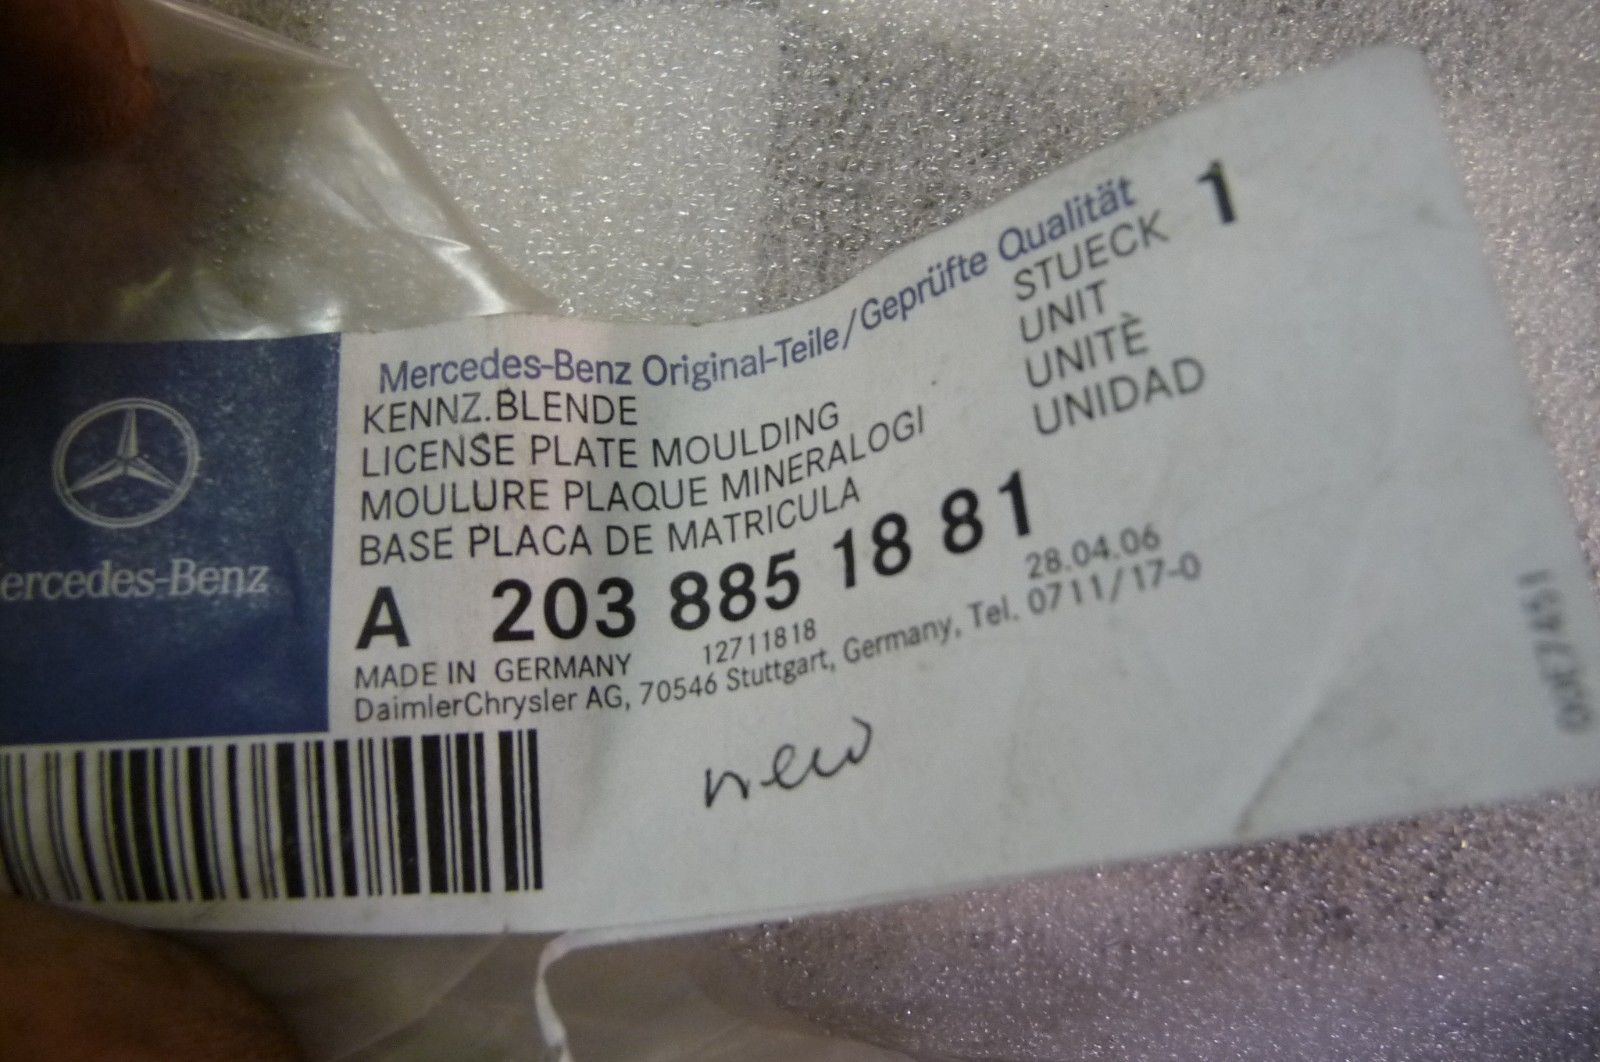 Mercedes-Benz Original-Teile/Geprüfte Qualität
KENNZ.BLENDE
LICENSE PLATE MOULDING
MOULURE PLAQUE MINERALOGI
BASE PLACA DE MATRICULA
STUECK 1
UNIT
UNITÈ
UNIDAD
ercedes-Benz
A 203 885 18 81
MADE IN GERMANY 12711818 28.04.06
DaimlerChrysler AG, 70546 Stuttgart, Germany, Tel. 0711/17-0
new